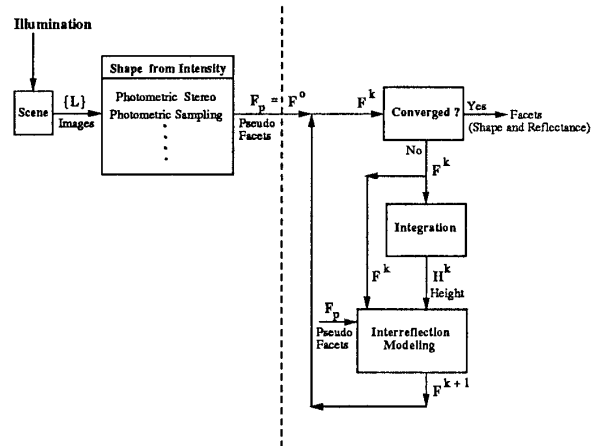 Illumination
Scene
{L}
Images
Shape from Intensity
Photometric Stereo
Photometric Sampling
F_p = F^o
Pseudo
Facets
F^k
Converged ?
Yes
Facets
(Shape and Reflectance)
No
F^k
Integration
F^k
H^k
Height
F_p
Pseudo
Facets
Interreflection
Modeling
F^{k+1}